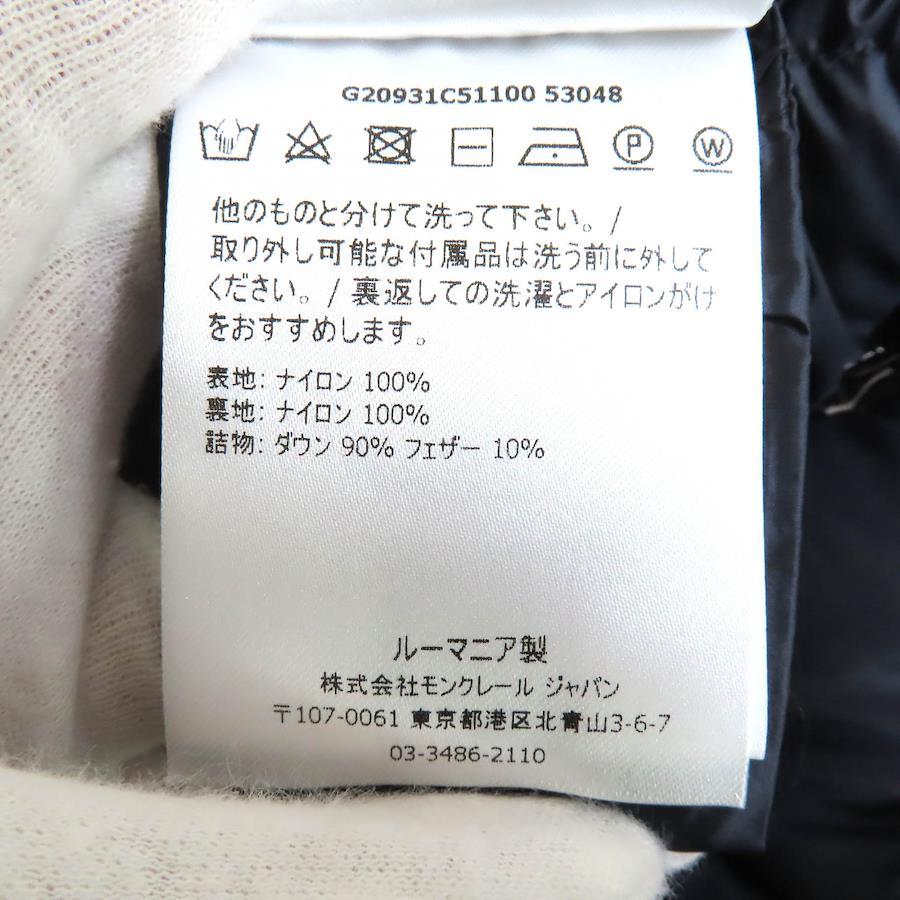 G20931C51100 53048
P W
他のものと分けて洗って下さい。/
取り外し可能な付属品は洗う前に外して
ください。/ 裏返しての洗濯とアイロンがけ
をおすすめします。
表地: ナイロン 100%
裏地: ナイロン 100%
詰物: ダウン 90% フェザー 10%
ルーマニア製
株式会社モンクレール ジャパン
〒107-0061 東京都港区北青山3-6-7
03-3486-2110